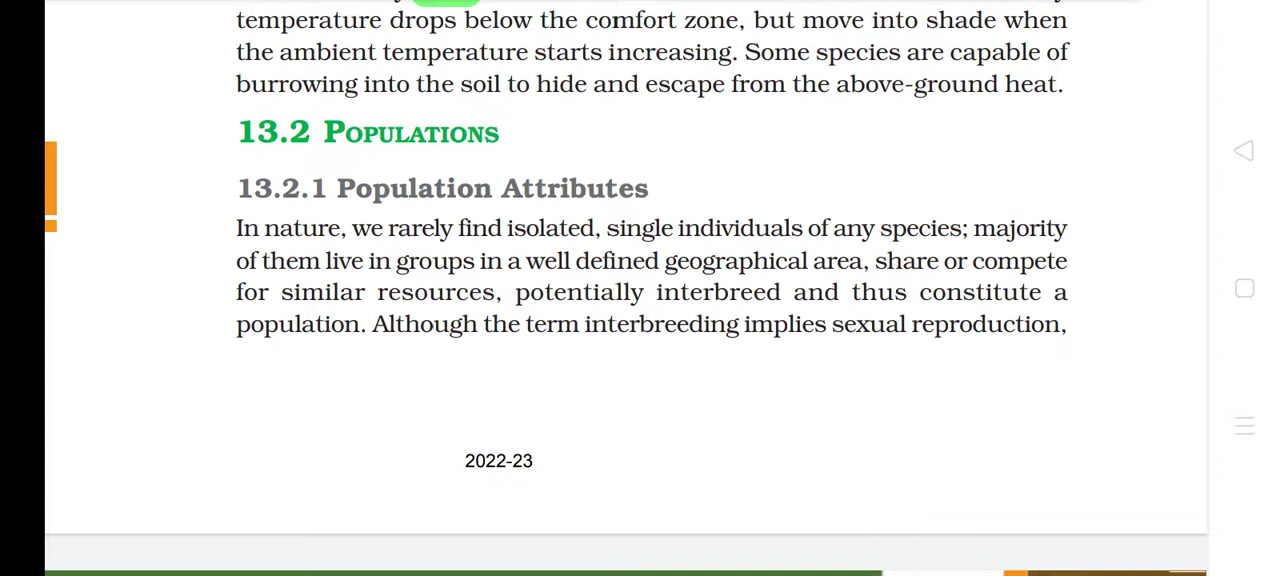 temperature drops below the comfort zone, but move into shade when
the ambient temperature starts increasing. Some species are capable of
burrowing into the soil to hide and escape from the above-ground heat.
13.2 POPULATIONS
13.2.1 Population Attributes
In nature, we rarely find isolated, single individuals of any species; majority
of them live in groups in a well defined geographical area, share or compete
for similar resources, potentially interbreed and thus constitute a
population. Although the term interbreeding implies sexual reproduction,
2022-23